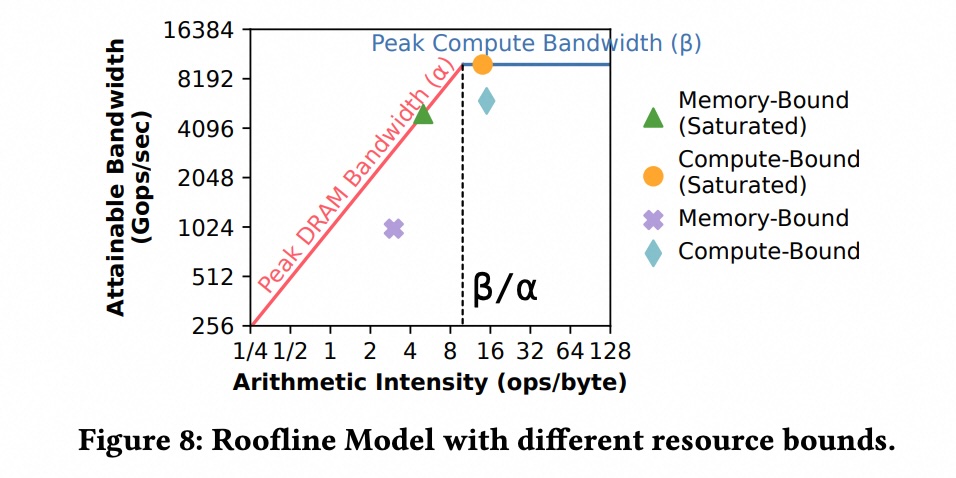 16384
8192
4096
2048
1024
512
256
Attainable Bandwidth
(Gops/sec)
Peak Compute Bandwidth (β)
Peak DRAM Bandwidth (α)
β/α
1/4 1/2 1 2 4 8 16 32 64 128
Arithmetic Intensity (ops/byte)
Memory-Bound
(Saturated)
Compute-Bound
(Saturated)
Memory-Bound
Compute-Bound
Figure 8: Roofline Model with different resource bounds.